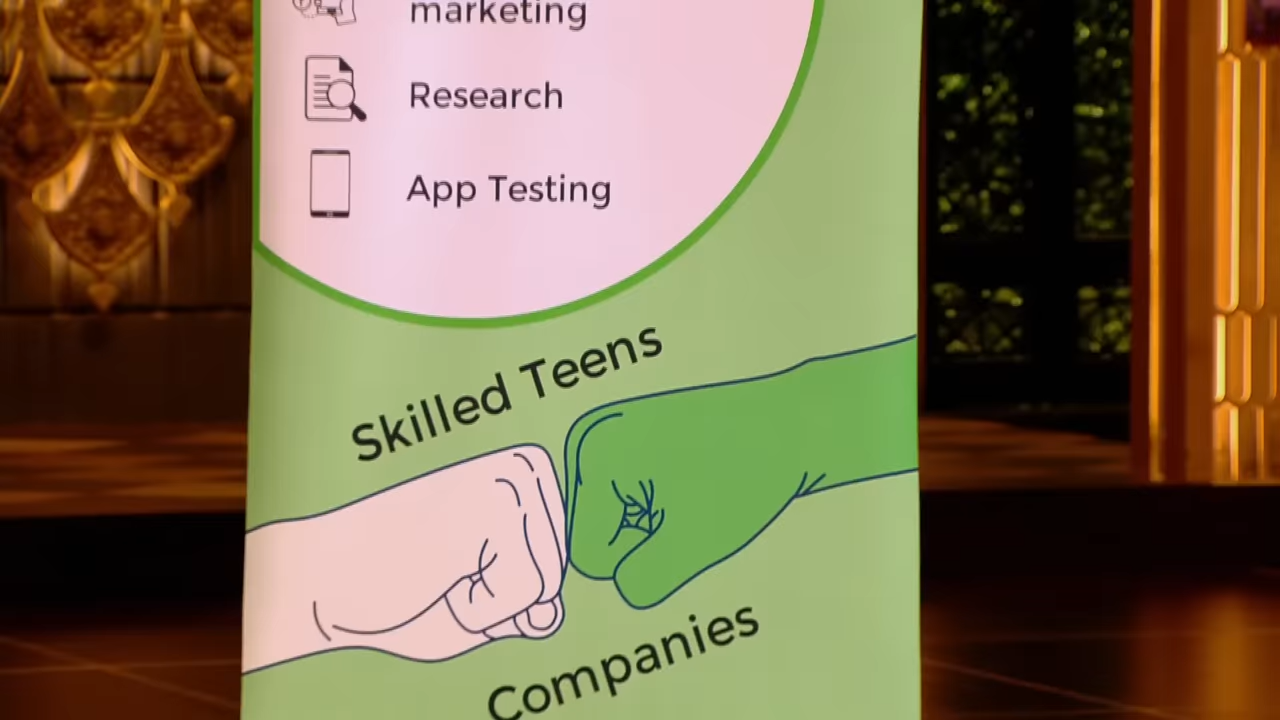 marketing
Research
App Testing
Skilled Teens
Companies